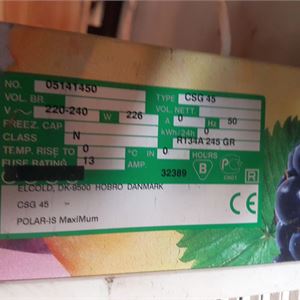 NO. 05141450
VOL. BR. TYPE CSG 45
V ~ 220-240 W 226 VOL. NETT.
FREEZ. CAP A 0 Hz 50
CLASS N kWh/24h 0
TEMP. RISE TO 0 °C IN 0 R134A 245 GR
FUSE RATING 13 AMP. HOURS
32389 B
ELCOLD, DK-9500 HOBRO DANMARK
CSG 45 –
POLAR-IS MaxiMum CE